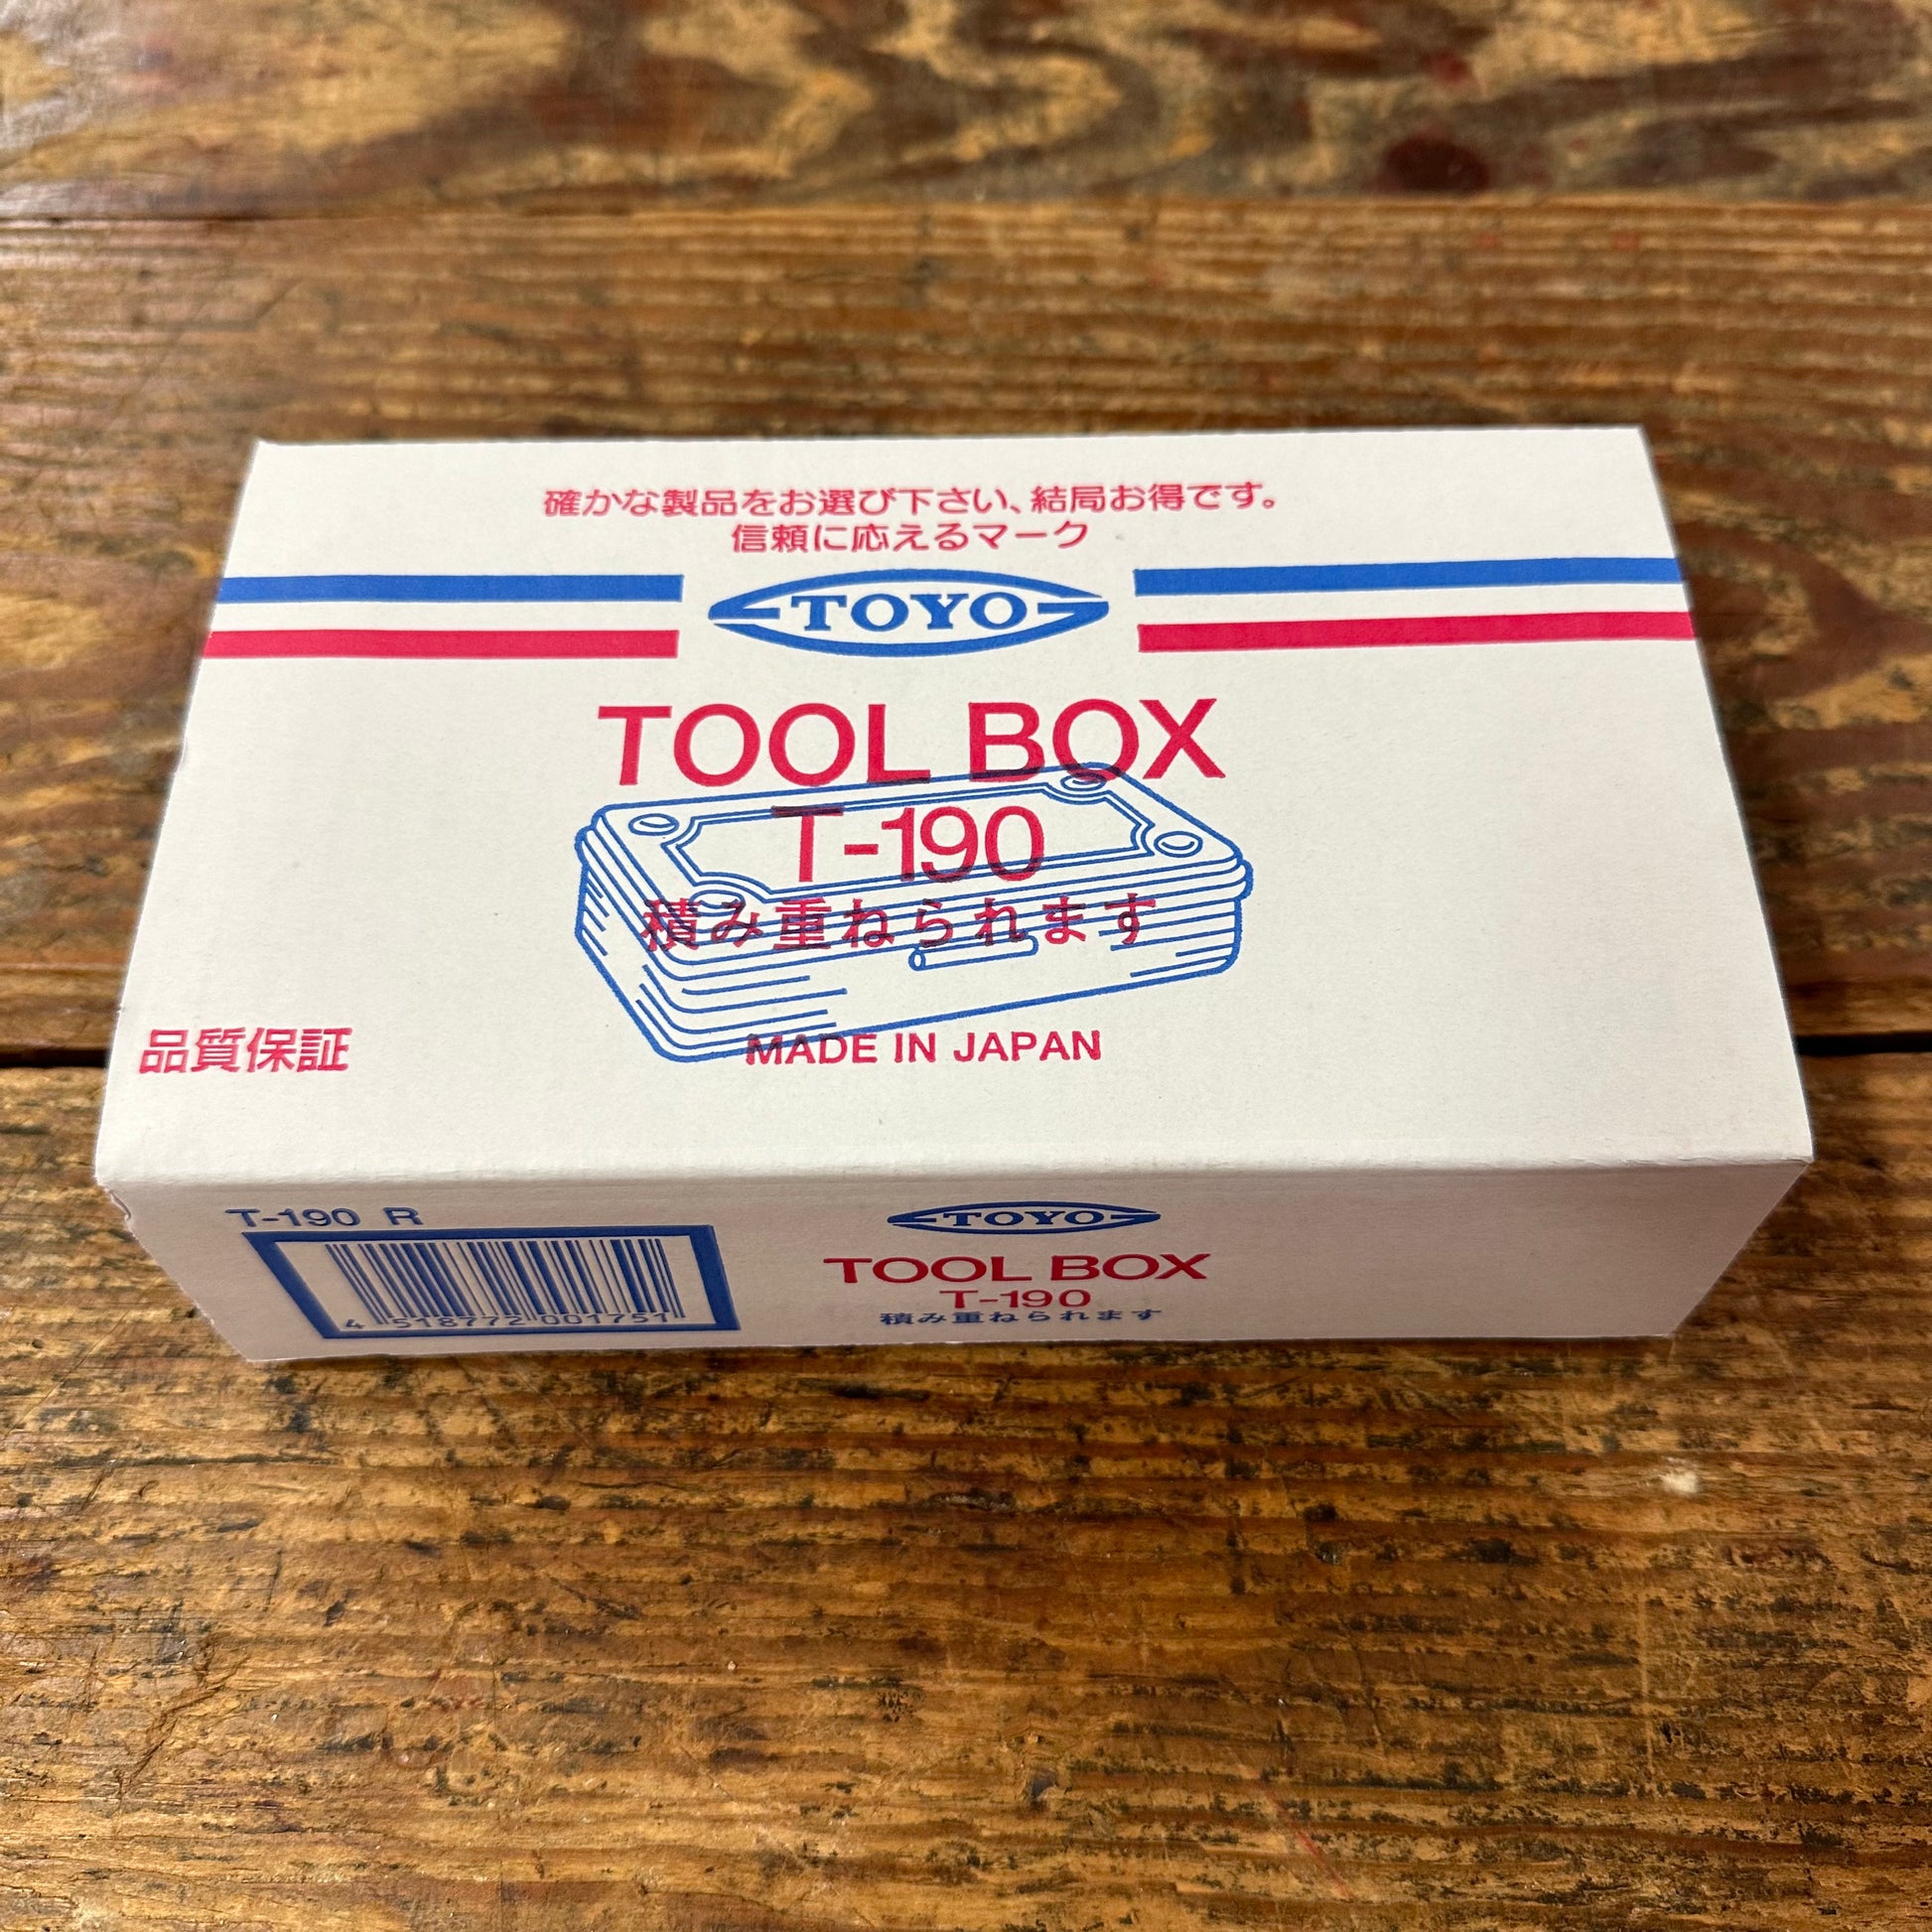 確かな製品をお選び下さい、結局お得です。
信頼に応えるマーク
TOYO
TOOL BOX
T-190
積み重ねられます
MADE IN JAPAN
品質保証
T-190 R
4 518772 001751
TOYO
TOOL BOX
T-190
積み重ねられます